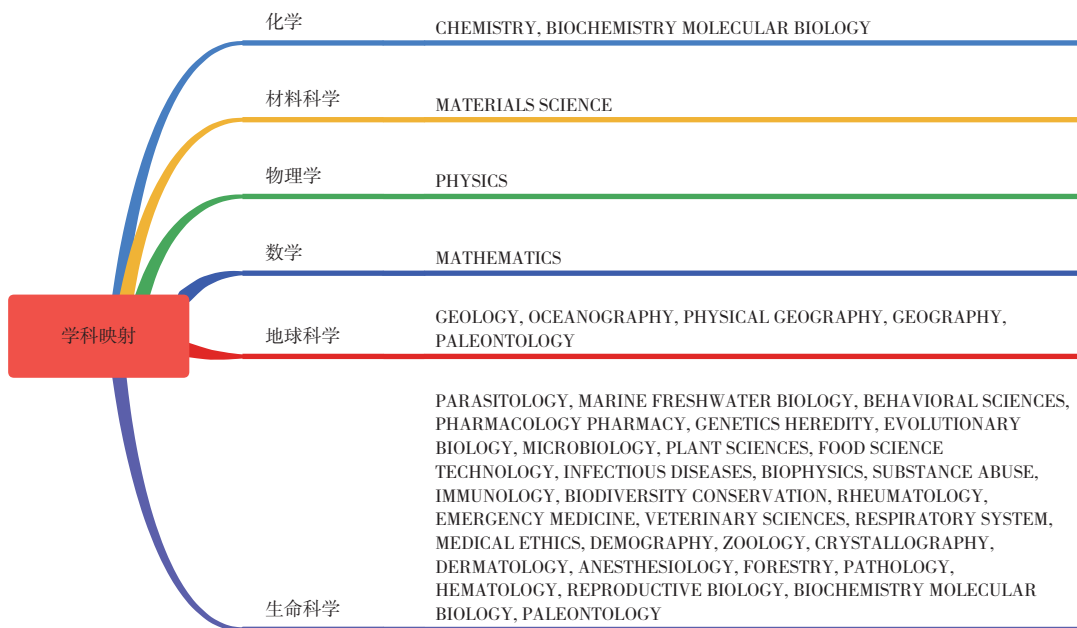 化学
CHEMISTRY, BIOCHEMISTRY MOLECULAR BIOLOGY
材料科学
MATERIALS SCIENCE
物理学
PHYSICS
数学
MATHEMATICS
学科映射
地球科学
GEOLOGY, OCEANOGRAPHY, PHYSICAL GEOGRAPHY, GEOGRAPHY,
PALEONTOLOGY
PARASITOLOGY, MARINE FRESHWATER BIOLOGY, BEHAVIORAL SCIENCES,
PHARMACOLOGY PHARMACY, GENETICS HEREDITY, EVOLUTIONARY
BIOLOGY, MICROBIOLOGY, PLANT SCIENCES, FOOD SCIENCE
TECHNOLOGY, INFECTIOUS DISEASES, BIOPHYSICS, SUBSTANCE ABUSE,
IMMUNOLOGY, BIODIVERSITY CONSERVATION, RHEUMATOLOGY,
EMERGENCY MEDICINE, VETERINARY SCIENCES, RESPIRATORY SYSTEM,
MEDICAL ETHICS, DEMOGRAPHY, ZOOLOGY, CRYSTALLOGRAPHY,
DERMATOLOGY, ANESTHESIOLOGY, FORESTRY, PATHOLOGY,
HEMATOLOGY, REPRODUCTIVE BIOLOGY, BIOCHEMISTRY MOLECULAR
BIOLOGY, PALEONTOLOGY
生命科学